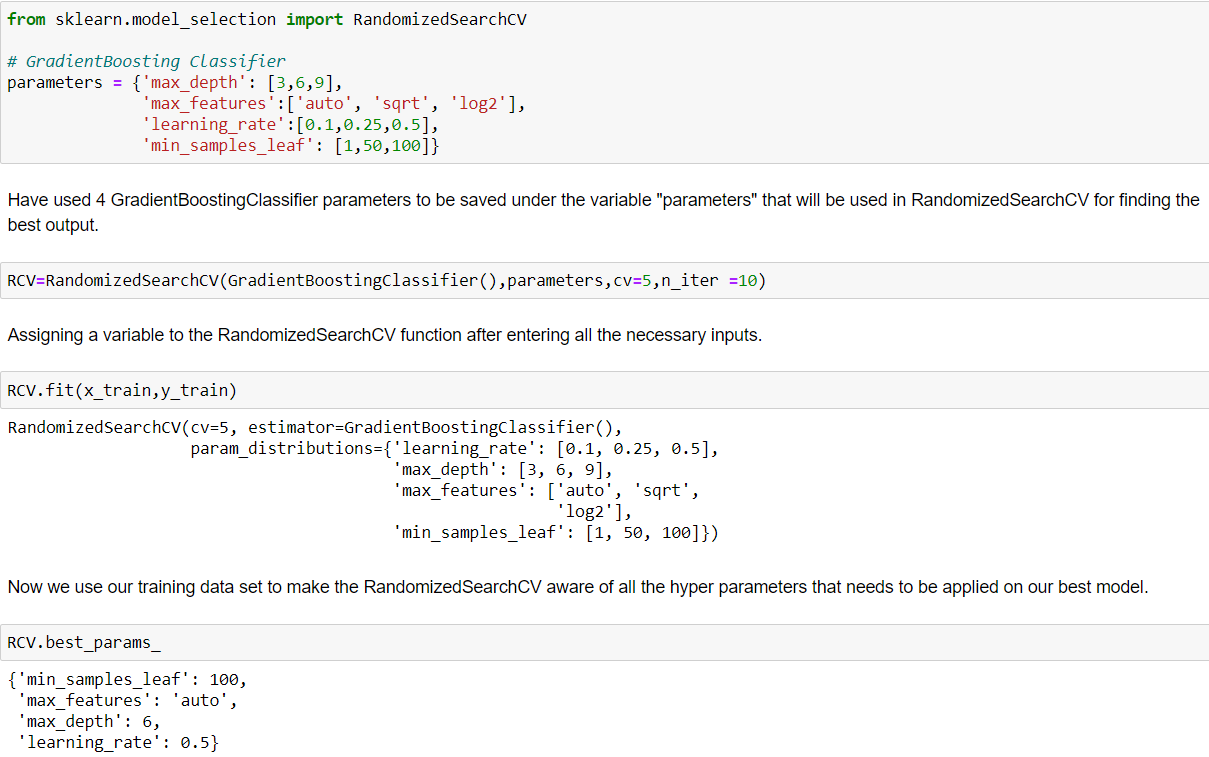 from sklearn.model_selection import RandomizedSearchCV
# GradientBoosting Classifier
parameters = {'max_depth': [3,6,9],
'max_features':['auto', 'sqrt', 'log2'],
'learning_rate':[0.1,0.25,0.5],
'min_samples_leaf': [1,50,100]}
Have used 4 GradientBoostingClassifier parameters to be saved under the variable "parameters" that will be used in RandomizedSearchCV for finding the
best output.
RCV=RandomizedSearchCV(GradientBoostingClassifier(),parameters,cv=5,n_iter =10)
Assigning a variable to the RandomizedSearchCV function after entering all the necessary inputs.
RCV.fit(x_train,y_train)
RandomizedSearchCV(cv=5, estimator=GradientBoostingClassifier(),
param_distributions={'learning_rate': [0.1, 0.25, 0.5],
'max_depth': [3, 6, 9],
'max_features': ['auto', 'sqrt',
'log2'],
'min_samples_leaf': [1, 50, 100]})
Now we use our training data set to make the RandomizedSearchCV aware of all the hyper parameters that needs to be applied on our best model.
RCV.best_params_
{'min_samples_leaf': 100,
'max_features': 'auto',
'max_depth': 6,
'learning_rate': 0.5}